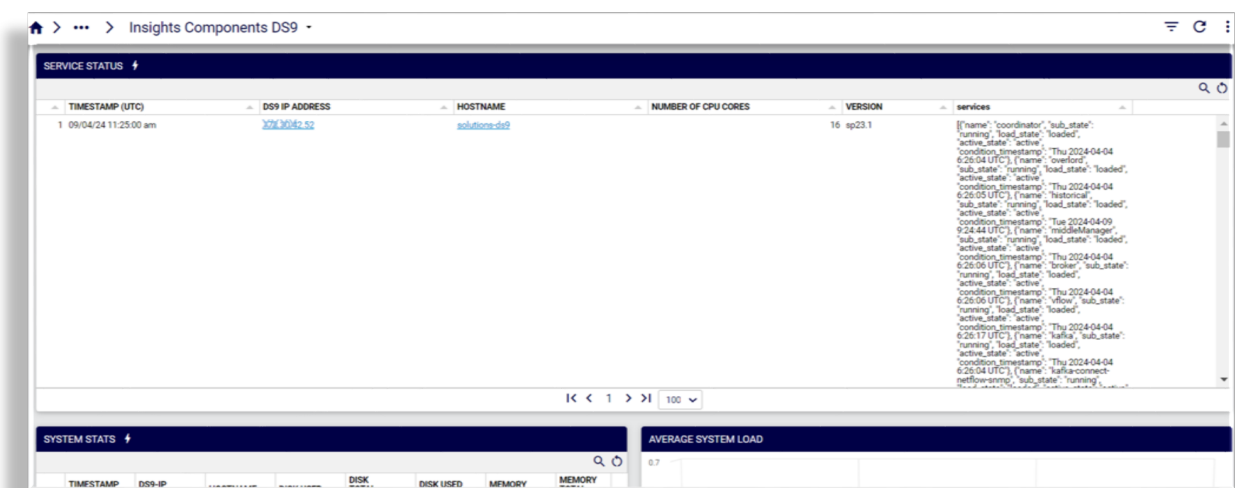 Insights Components DS9
SERVICE STATUS
TIMESTAMP (UTC) DS9 IP ADDRESS HOSTNAME NUMBER OF CPU CORES VERSION services
1 09/04/24 11:25:00 am 42.52 solutions-ds9 16 sp23.1 [{"name": "coordinator", "sub_state":
"running", "load_state": "loaded",
"active_state": "active",
"condition_timestamp": "Thu 2024-04-04
6:26:04 UTC"}, {"name": "overlord",
"sub_state": "running", "load_state": "loaded",
"active_state": "active",
"condition_timestamp": "Thu 2024-04-04
6:26:05 UTC"}, {"name": "historical",
"sub_state": "running", "load_state": "loaded",
"active_state": "active",
"condition_timestamp": "Tue 2024-04-09
9:24:44 UTC"}, {"name": "middleManager",
"sub_state": "running", "load_state": "loaded",
"active_state": "active",
"condition_timestamp": "Thu 2024-04-04
6:26:06 UTC"}, {"name": "broker", "sub_state":
"running", "load_state": "loaded",
"active_state": "active",
"condition_timestamp": "Thu 2024-04-04
6:26:06 UTC"}, {"name": "vflow", "sub_state":
"running", "load_state": "loaded",
"active_state": "active",
"condition_timestamp": "Thu 2024-04-04
6:26:17 UTC"}, {"name": "kafka", "sub_state":
"running", "load_state": "loaded",
"active_state": "active",
"condition_timestamp": "Thu 2024-04-04
6:26:04 UTC"}, {"name": "kafka-connect-
netflow-snmp", "sub_state": "running",
1 100
SYSTEM STATS
AVERAGE SYSTEM LOAD
0.7
TIMESTAMP DS9-IP DISK DISK USED MEMORY MEMORY